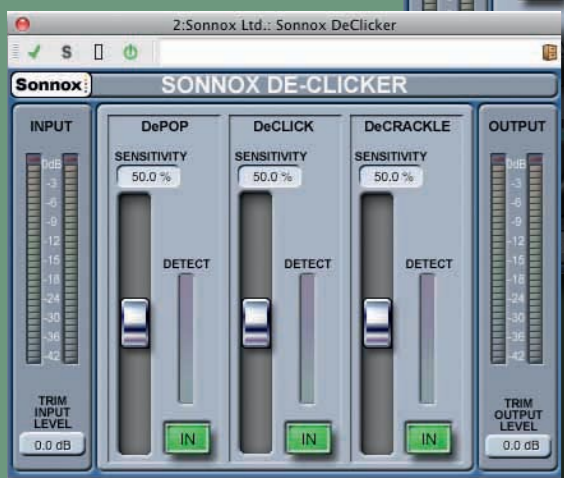 2:Sonnox Ltd.: Sonnox DeClicker
S
Sonnox
SONNOX DE-CLICKER
INPUT
0dB
-3
-6
-9
-12
-15
-18
-24
-30
-36
-42
TRIM
INPUT
LEVEL
0.0 dB
DePOP
SENSITIVITY
50.0 %
DETECT
IN
DeCLICK
SENSITIVITY
50.0 %
DETECT
IN
DeCRACKLE
SENSITIVITY
50.0 %
DETECT
IN
OUTPUT
0dB
-3
-6
-9
-12
-15
-18
-24
-30
-36
-42
TRIM
OUTPUT
LEVEL
0.0 dB